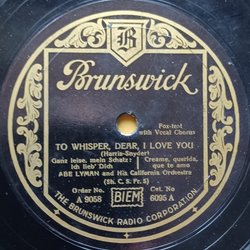 B
Brunswick
Fox-trot
with Vocal Chorus
TO WHISPER, DEAR, I LOVE YOU
(Harris-Snyder)
Ganz leise, mein Schatz: Creame, querida,
Ich lieb' Dich que te amo
ABE LYMAN and His California Orchestra
(Sh. C. S. Fr. 5)
Order No. BIEM Cat. No
A 9058 6095 A
THE BRUNSWICK RADIO CORPORATION